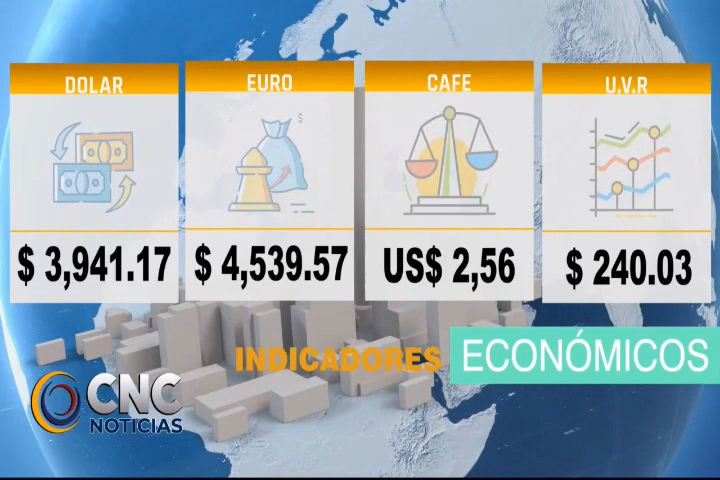 DOLAR
EURO
CAFE
U.V.R
$
$ 3,941.17
$ 4,539.57
US$ 2,56
$ 240.03
INDICADORES ECONÓMICOS
CNC
NOTICIAS